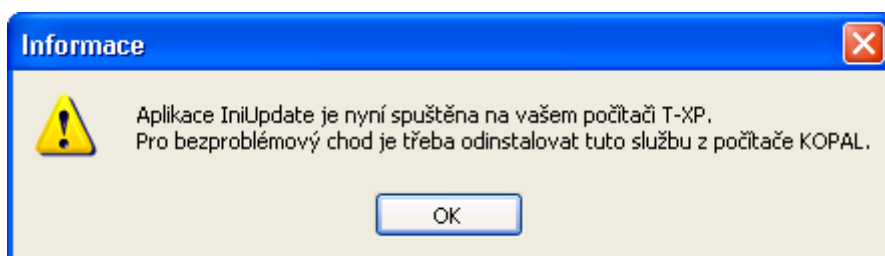 Informace
Aplikace IniUpdate je nyní spuštěna na vašem počítači T-XP.
Pro bezproblémový chod je třeba odinstalovat tuto službu z počítače KOPAL.
OK